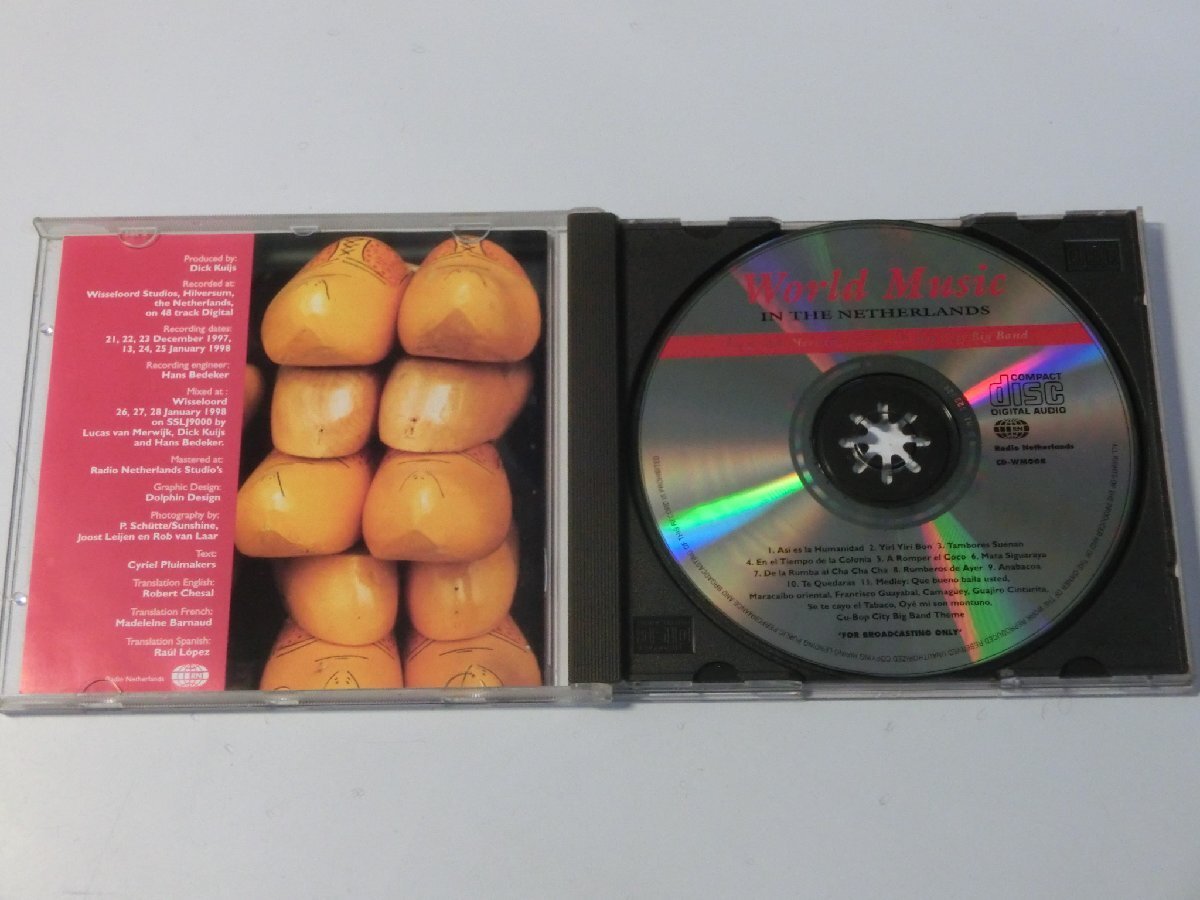 Produced by:
Dick Kuijs
Recorded at:
Wisseloord Studios, Hilversum,
the Netherlands,
on 48 track Digital
Recording dates:
21, 22, 23 December 1997,
13, 24, 25 January 1998
Recording engineer:
Hans Bedeker
Mixed at :
Wisseloord
26, 27, 28 January 1998
on SSLJ9000 by
Lucas van Merwijk, Dick Kuijs
and Hans Bedeker.
Mastered at:
Radio Netherlands Studio's
Graphic Design:
Dolphin Design
Photography by:
P. Schütte/Sunshine,
Joost Leijen en Rob van Laar
Text:
Cyriel Pluimakers
Translation English:
Robert Chesal
Translation French:
Madeleine Barnaud
Translation Spanish:
Raúl López
Radio Netherlands
World Music
IN THE NETHERLANDS
Big Band
COMPACT
disc
DIGITAL AUDIO
Radio Netherlands
CD-WM008
1. Asi es la Humanidad 2. Yiri Yiri Bon 3. Tambores Suenan
4. En el Tiempo de la Colonia 5. A Romper el Coco 6. Mata Siguaraya
7. De la Rumba al Cha Cha Cha 8. Rumberos de Ayer 9. Anabacoa
10. Te Quedaras 11. Medley: Que bueno baila usted,
Maracaibo oriental, Francisco Guayabal, Camagüey, Guajiro Cinturita,
Se te cayo el Tabaco, Oyé mi son montuno,
Cu-Bop City Big Band Theme
"FOR BROADCASTING ONLY"